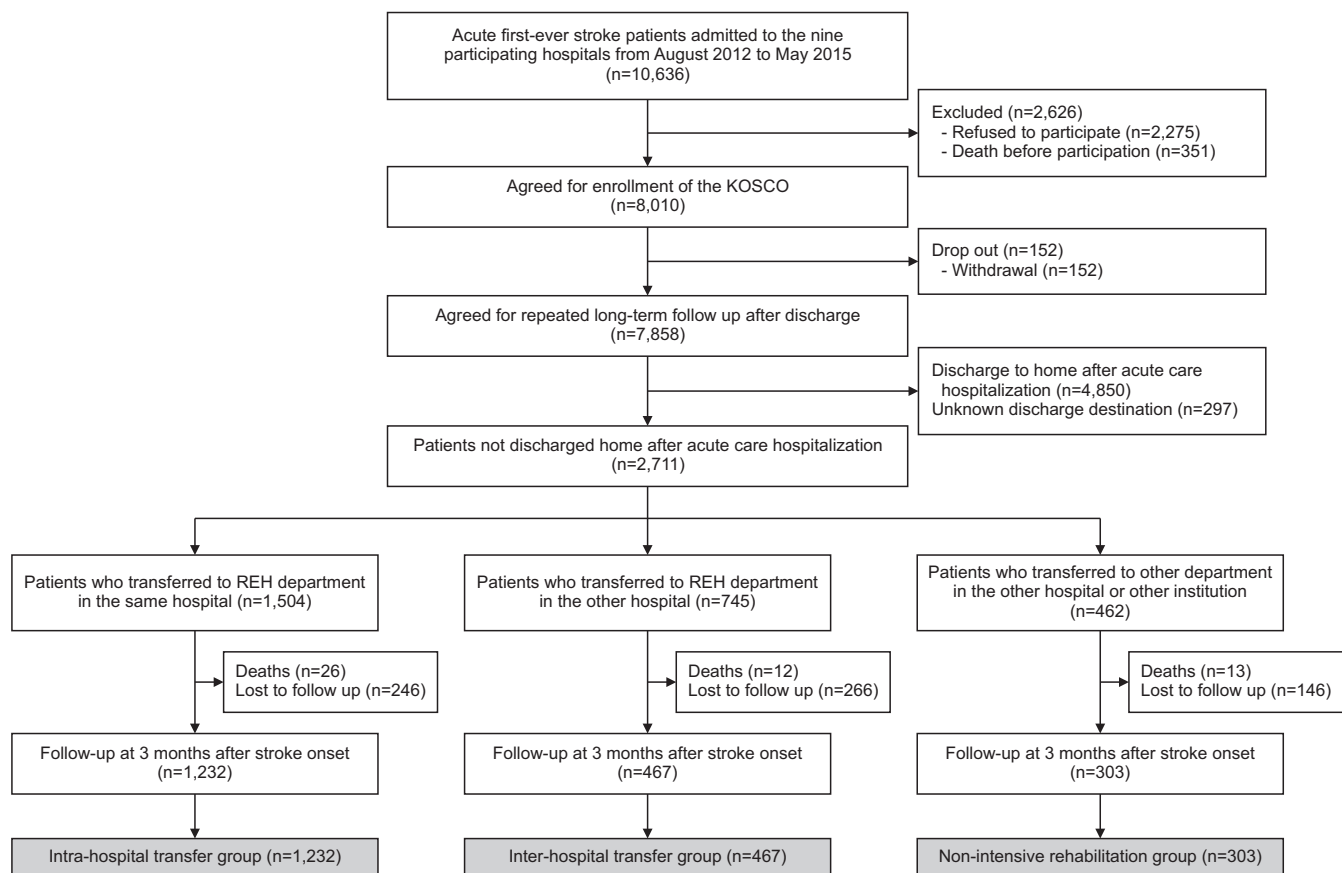 Acute first-ever stroke patients admitted to the nine
participating hospitals from August 2012 to May 2015
(n=10,636)
Excluded (n=2,626)
- Refused to participate (n=2,275)
- Death before participation (n=351)
Agreed for enrollment of the KOSCO
(n=8,010)
Drop out (n=152)
- Withdrawal (n=152)
Agreed for repeated long-term follow up after discharge
(n=7,858)
Discharge to home after acute care
hospitalization (n=4,850)
Unknown discharge destination (n=297)
Patients not discharged home after acute care hospitalization
(n=2,711)
Patients who transferred to REH department
in the same hospital (n=1,504)
Patients who transferred to REH department
in the other hospital (n=745)
Patients who transferred to other department
in the other hospital or other institution
(n=462)
Deaths (n=26)
Lost to follow up (n=246)
Deaths (n=12)
Lost to follow up (n=266)
Deaths (n=13)
Lost to follow up (n=146)
Follow-up at 3 months after stroke onset
(n=1,232)
Follow-up at 3 months after stroke onset
(n=467)
Follow-up at 3 months after stroke onset
(n=303)
Intra-hospital transfer group (n=1,232)
Inter-hospital transfer group (n=467)
Non-intensive rehabilitation group (n=303)